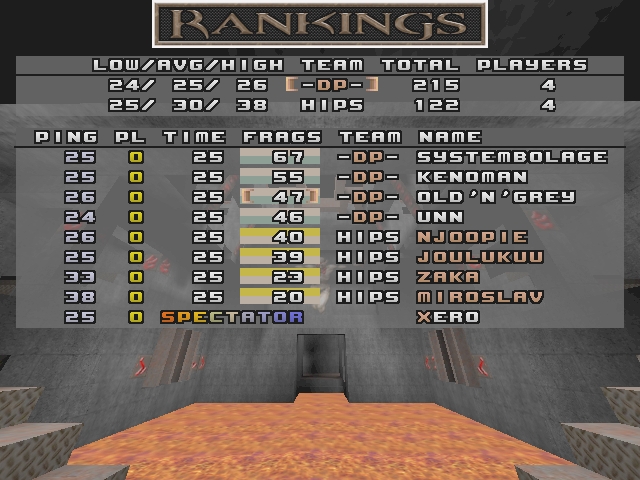 RANKINGS
LOW/AVG/HIGH TEAM TOTAL PLAYERS
24/ 25/ 26 -DP- 215 4
25/ 30/ 38 HIPS 122 4
PING PL TIME FRAGS TEAM NAME
25 0 25 67 -DP- SYSTEMBOLAGE
25 0 25 55 -DP- KENOMAN
26 0 25 47 -DP- OLD'N'GREY
24 0 25 46 -DP- UNN
26 0 25 40 HIPS NJOOPIE
25 0 25 39 HIPS JOULUKUU
33 0 25 23 HIPS ZAKA
38 0 25 20 HIPS MIROSLAV
25 0 SPECTATOR XERO